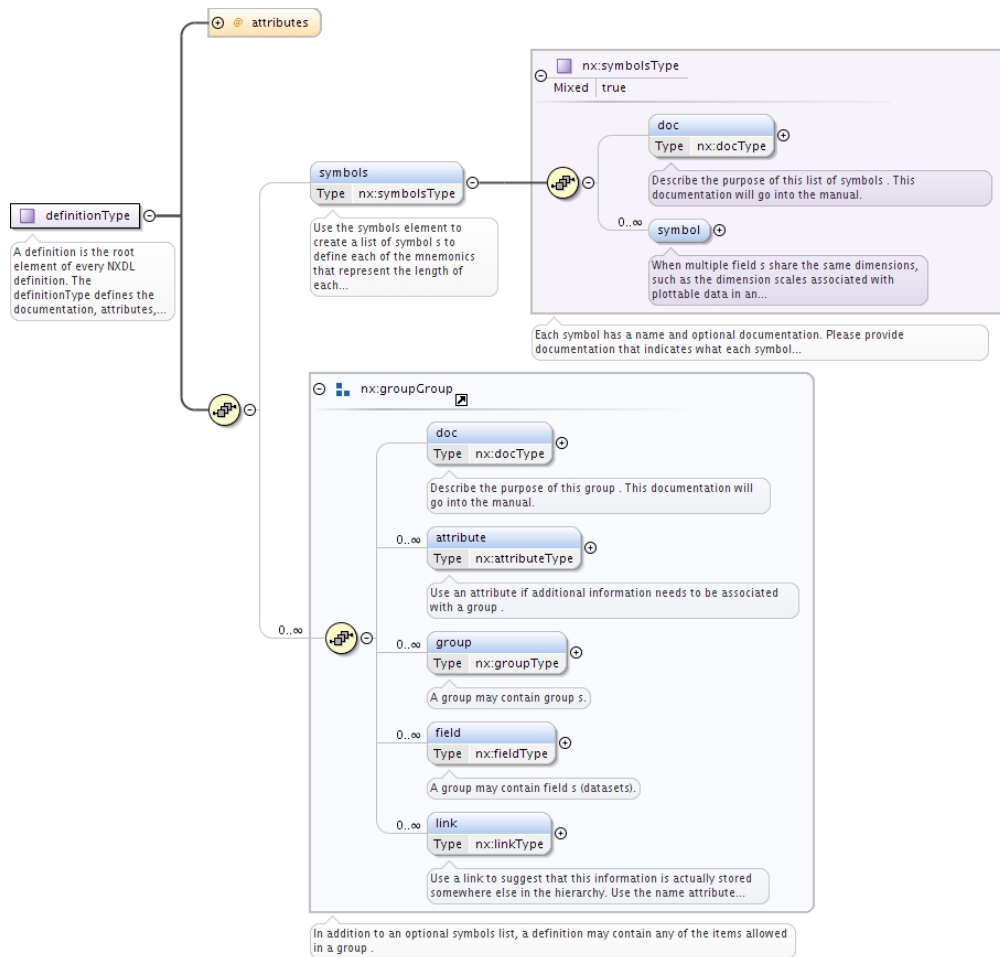 @ attributes
nx:symbolsType
Mixed true
doc
Type nx:docType
Describe the purpose of this list of symbols . This
documentation will go into the manual.
symbols
Type nx:symbolsType
Use the symbols element to
create a list of symbol s to
define each of the mnemonics
that represent the length of
each...
0..∞
symbol
When multiple field s share the same dimensions,
such as the dimension scales associated with
plottable data in an...
Each symbol has a name and optional documentation. Please provide
documentation that indicates what each symbol...
definitionType
A definition is the root
element of every NXDL
definition. The
definitionType defines the
documentation, attributes,...
nx:groupGroup
doc
Type nx:docType
Describe the purpose of this group . This documentation will
go into the manual.
0..∞
attribute
Type nx:attributeType
Use an attribute if additional information needs to be associated
with a group .
0..∞
0..∞
group
Type nx:groupType
A group may contain group s.
0..∞
field
Type nx:fieldType
A group may contain field s (datasets).
0..∞
link
Type nx:linkType
Use a link to suggest that this information is actually stored
somewhere else in the hierarchy. Use the name attribute...
In addition to an optional symbols list, a definition may contain any of the items allowed
in a group .